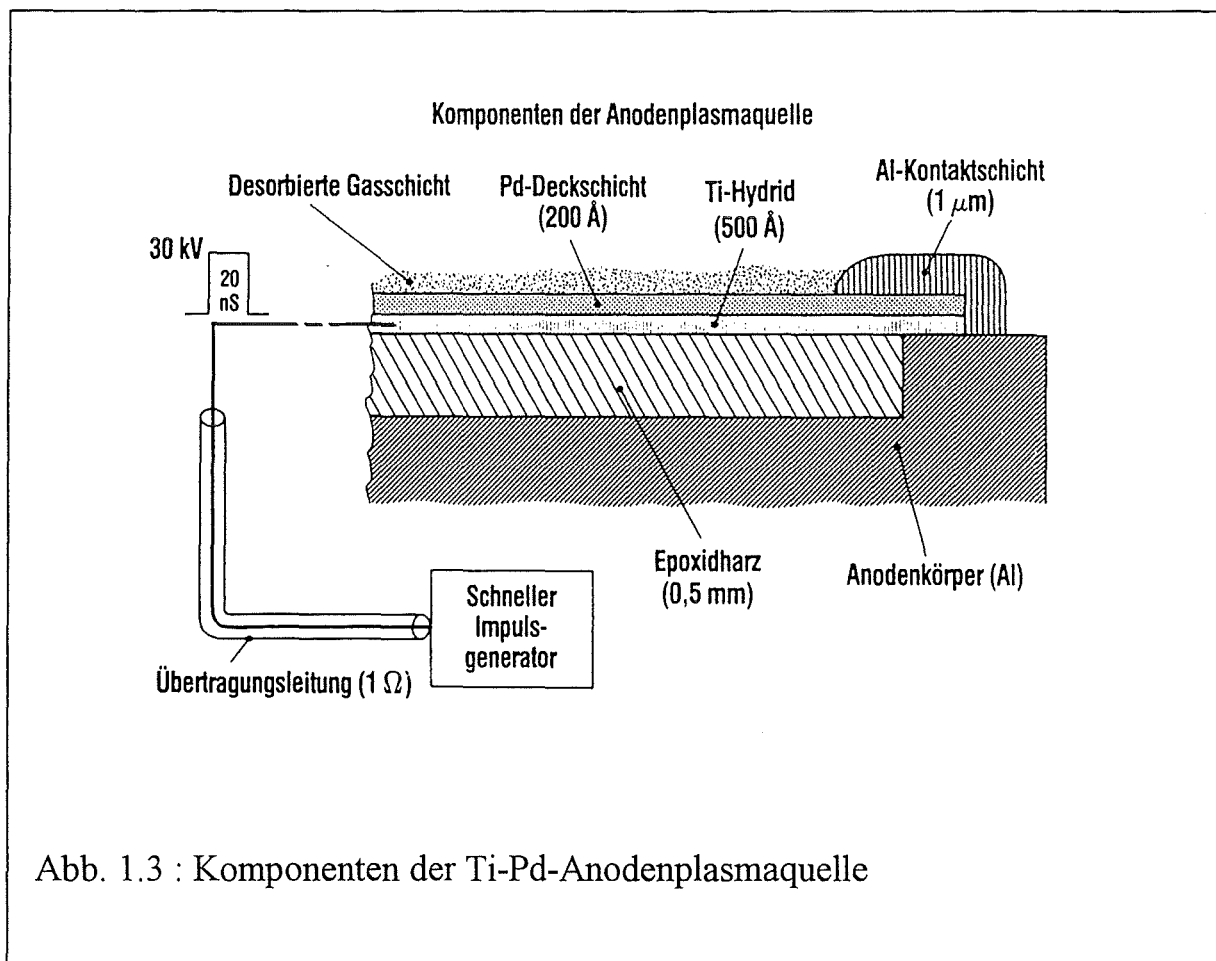 Komponenten der Anodenplasmaquelle
Desorbierte Gasschicht
Pd-Deckschicht
(200 Å)
Ti-Hydrid
(500 Å)
Al-Kontaktschicht
(1 μm)
30 kV
20
nS
Epoxidharz
(0,5 mm)
Anodenkörper (Al)
Schneller
Impuls-
generator
Übertragungsleitung (1 Ω)
Abb. 1.3 : Komponenten der Ti-Pd-Anodenplasmaquelle